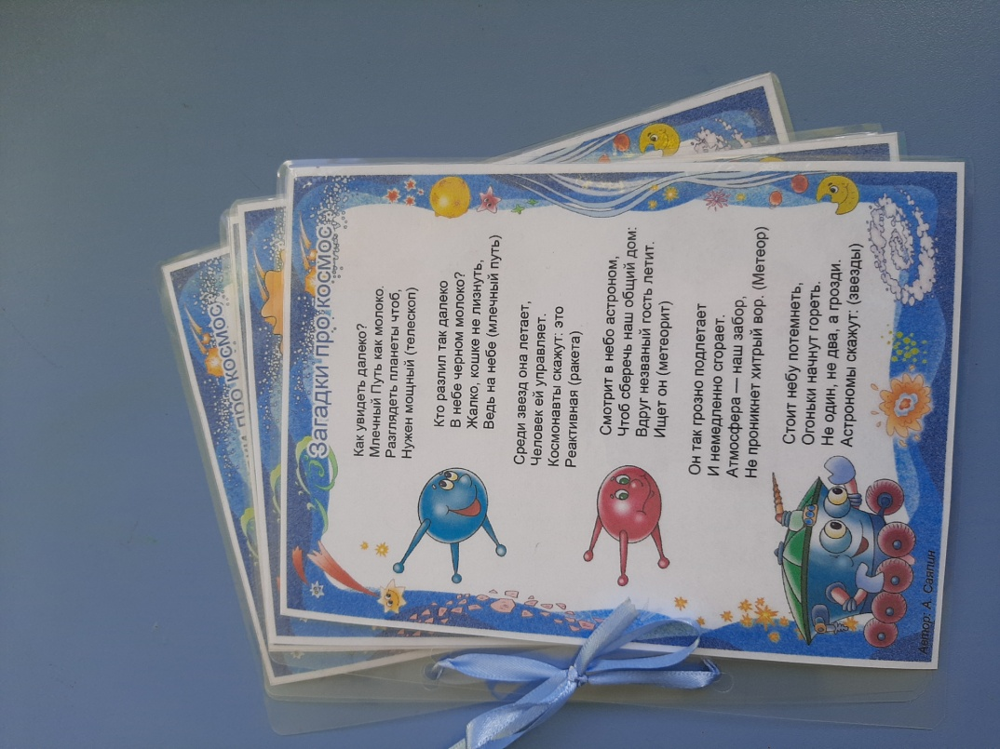 Загадки про космос
Как увидеть далеко?
Млечный Путь как молоко.
Разглядеть планеты чтоб,
Нужен мощный (телескоп)
Кто разлил так далеко
В небе черном молоко?
Жалко, кошке не лизнуть,
Ведь на небе (млечный путь)
Среди звезд она летает,
Человек ей управляет.
Космонавты скажут: это
Реактивная (ракета)
Смотрит в небо астроном,
Чтоб сберечь наш общий дом:
Вдруг незваный гость летит.
Ищет он (метеорит)
Он так грозно подлетает
И немедленно сгорает.
Атмосфера — наш забор,
Не проникнет хитрый вор. (Метеор)
Стоит небу потемнеть,
Огоньки начнут гореть.
Не один, не два, а грозди.
Астрономы скажут: (звезды)
Автор: А. Саяпин
про космос